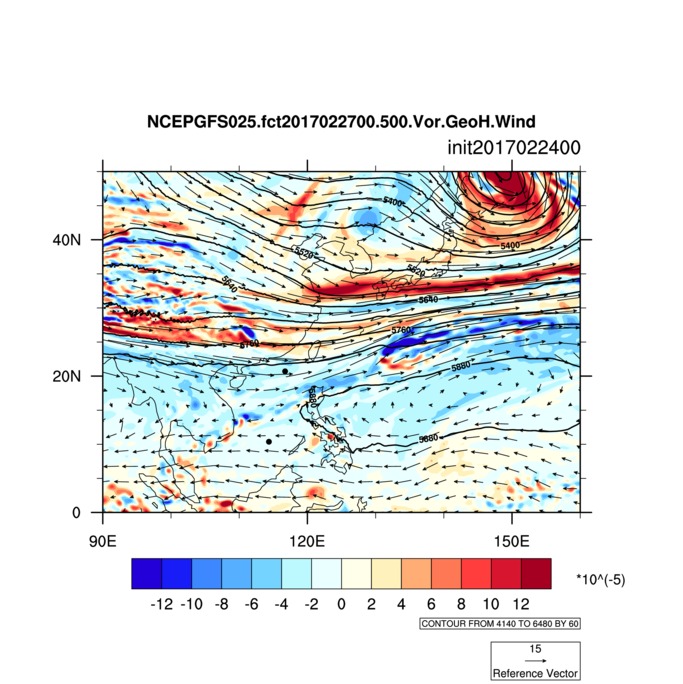 NCEPGFS025.fct2017022700.500.Vor.GeoH.Wind
init2017022400
5400
40N
5520
5520
5400
5640
5640
5760
5760
20N
5880
5880
5880
0
90E 120E 150E
-12 -10 -8 -6 -4 -2 0 2 4 6 8 10 12
*10^(-5)
CONTOUR FROM 4140 TO 6480 BY 60
15
Reference Vector